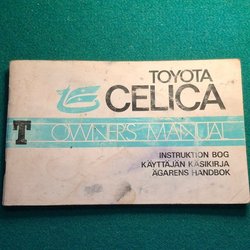 TOYOTA
CELICA
T OWNER'S MANUAL
INSTRUKTION BOG
KÄYTTÄJÄN KÄSIKIRJA
ÄGARENS HANDBOK